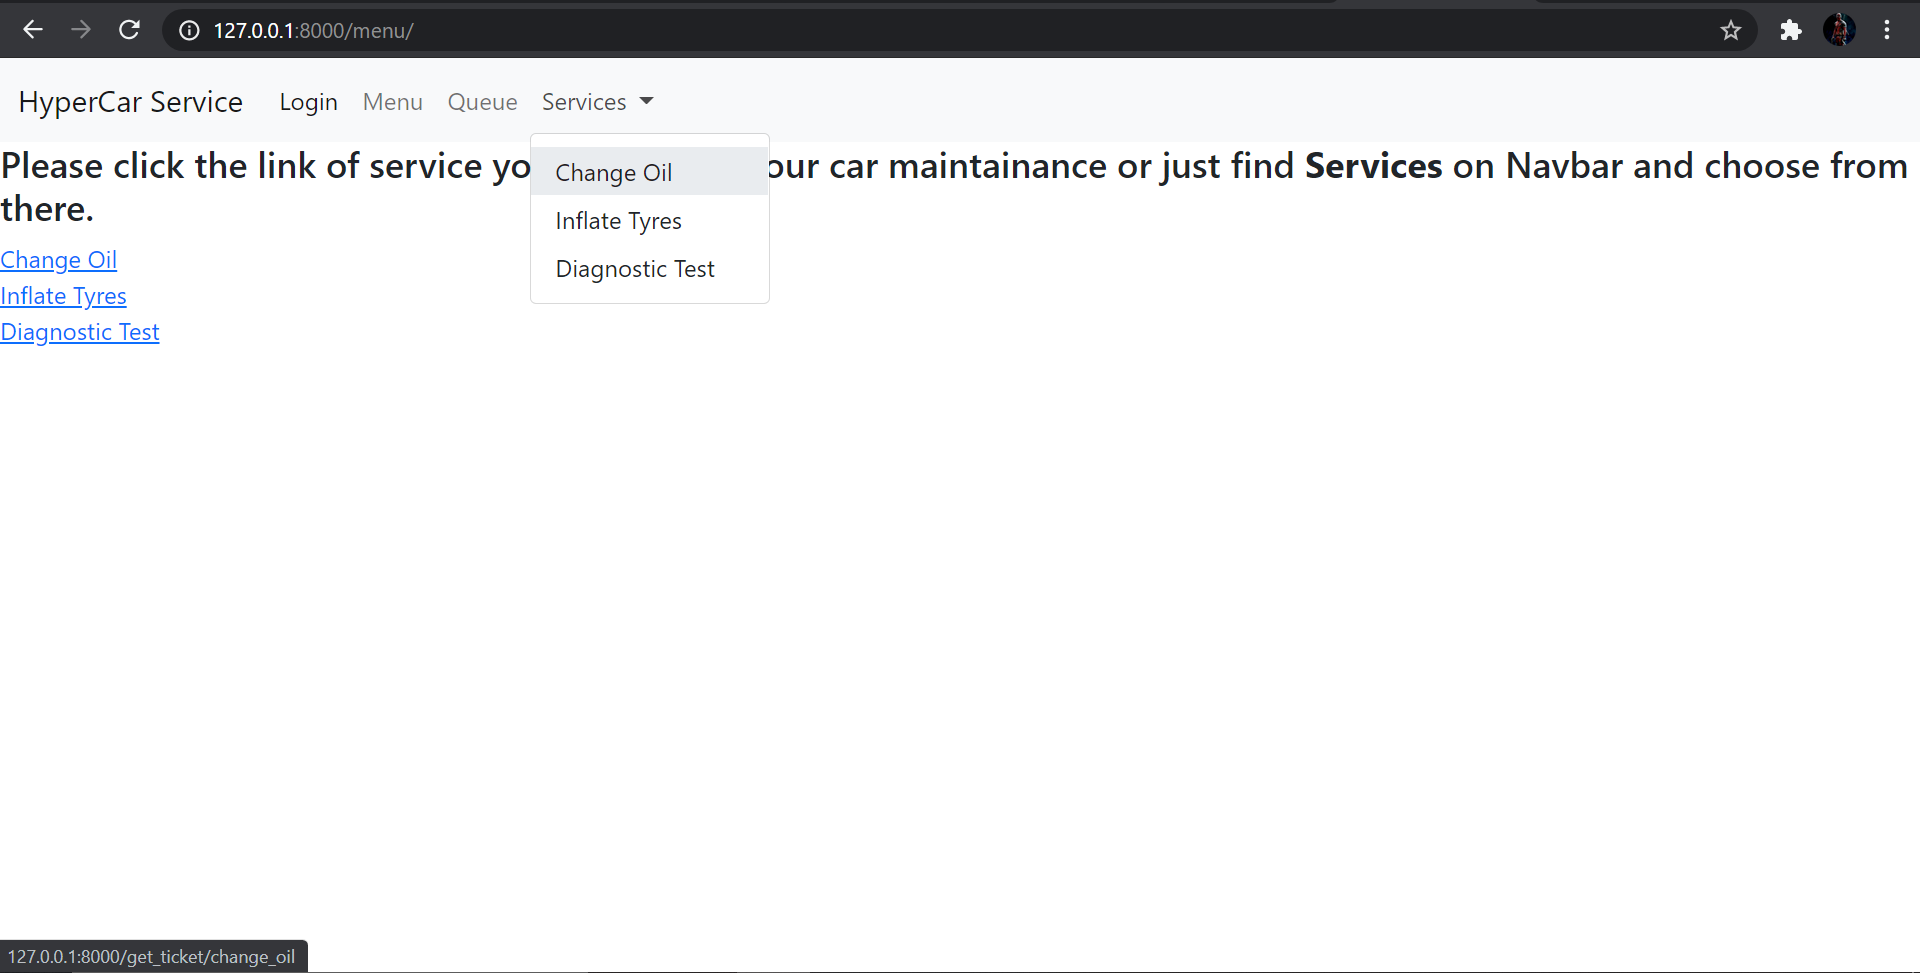 127.0.0.1:8000/menu/
HyperCar Service Login Menu Queue Services
Please click the link of service yo our car maintainance or just find Services on Navbar and choose from
there.
Change Oil
Inflate Tyres
Diagnostic Test
Change Oil
Inflate Tyres
Diagnostic Test
127.0.0.1:8000/get_ticket/change_oil